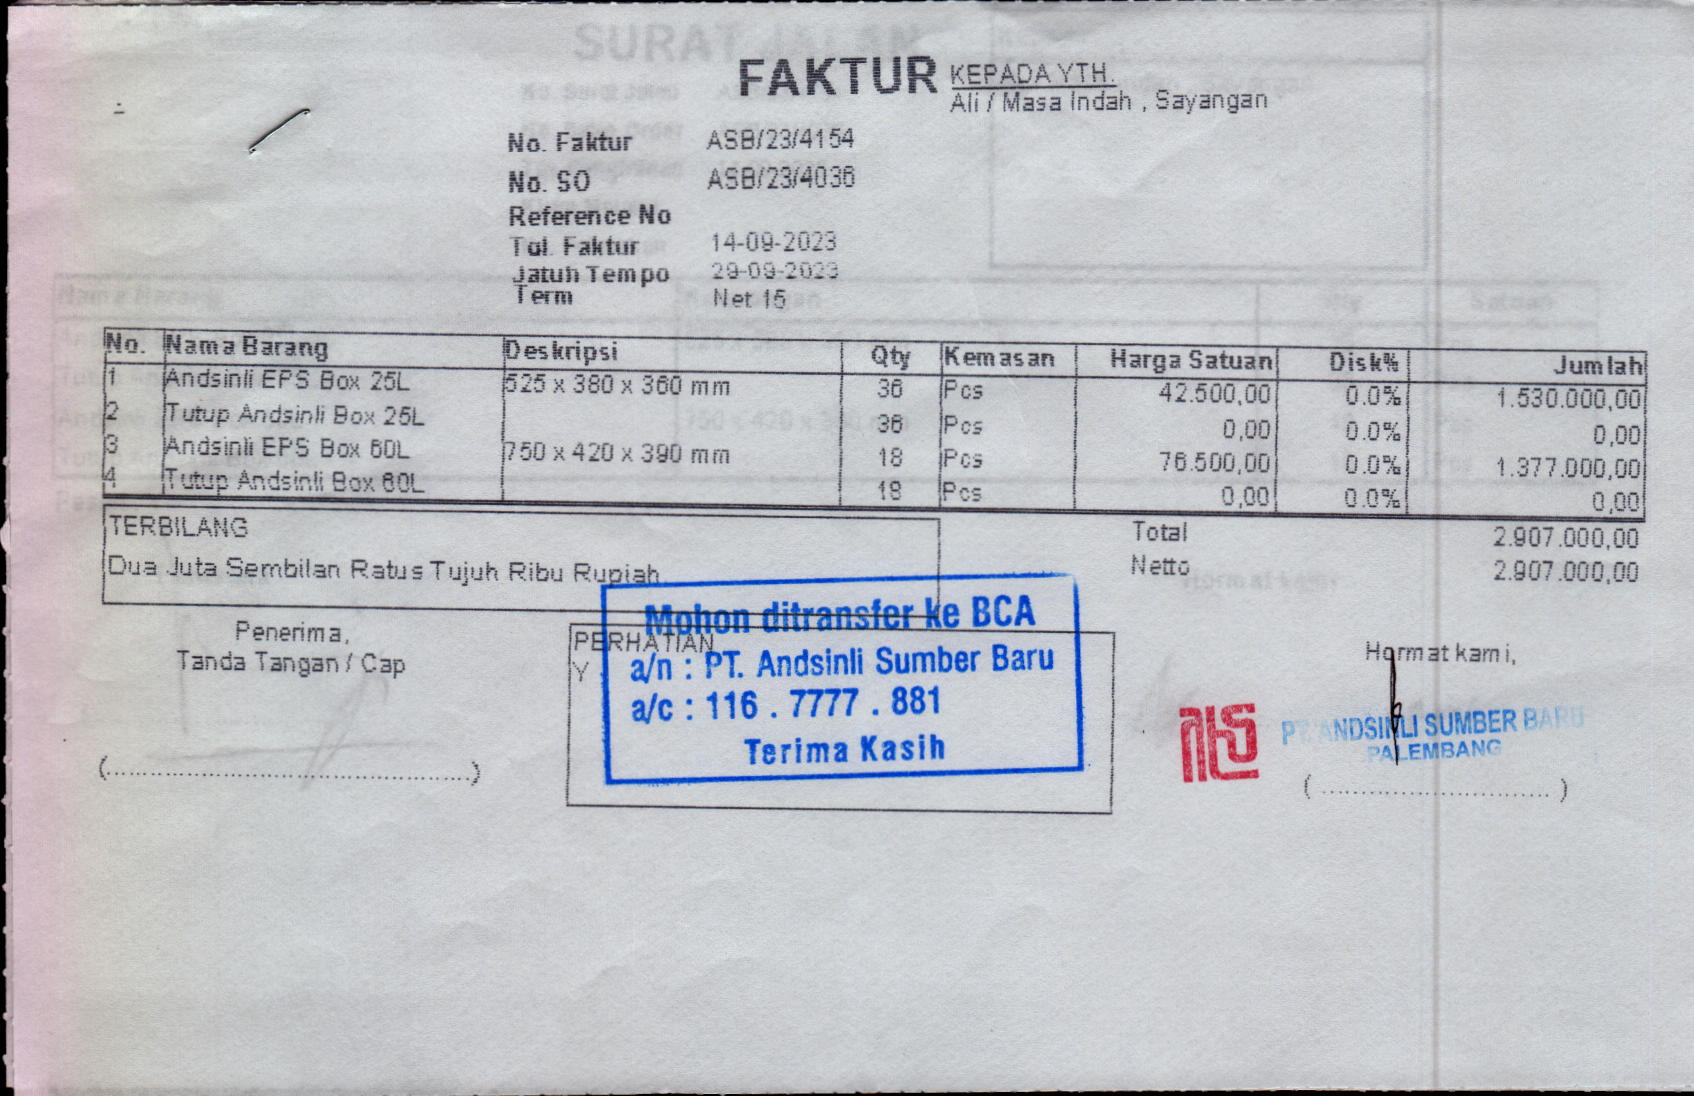 FAKTUR
KEPADA YTH.
Ali / Masa Indah , Sayangan
No. Faktur ASB/23/4154
No. SO ASB/23/4036
Reference No
Tgl. Faktur 14-09-2023
Jatuh Tempo 29-09-2023
Term Net 15
No. Nama Barang Deskripsi Qty Kemasan Harga Satuan Disk% Jumlah
1 Andsinli EPS Box 25L 525 x 380 x 360 mm 36 Pcs 42.500,00 0.0% 1.530.000,00
2 Tutup Andsinli Box 25L 36 Pcs 0,00 0.0% 0,00
3 Andsinli EPS Box 60L 750 x 420 x 390 mm 18 Pcs 76.500,00 0.0% 1.377.000,00
4 Tutup Andsinli Box 60L 18 Pcs 0,00 0.0% 0,00
TERBILANG
Dua Juta Sembilan Ratus Tujuh Ribu Rupiah
Total 2.907.000,00
Netto 2.907.000,00
Penerima,
Tanda Tangan / Cap
PERHATIAN
Y
Mohon ditransfer ke BCA
a/n : PT. Andsinli Sumber Baru
a/c : 116 . 7777 . 881
Terima Kasih
Hormat kami,
PT. ANDSINLI SUMBER BARU
PALEMBANG
SURAT JALAN